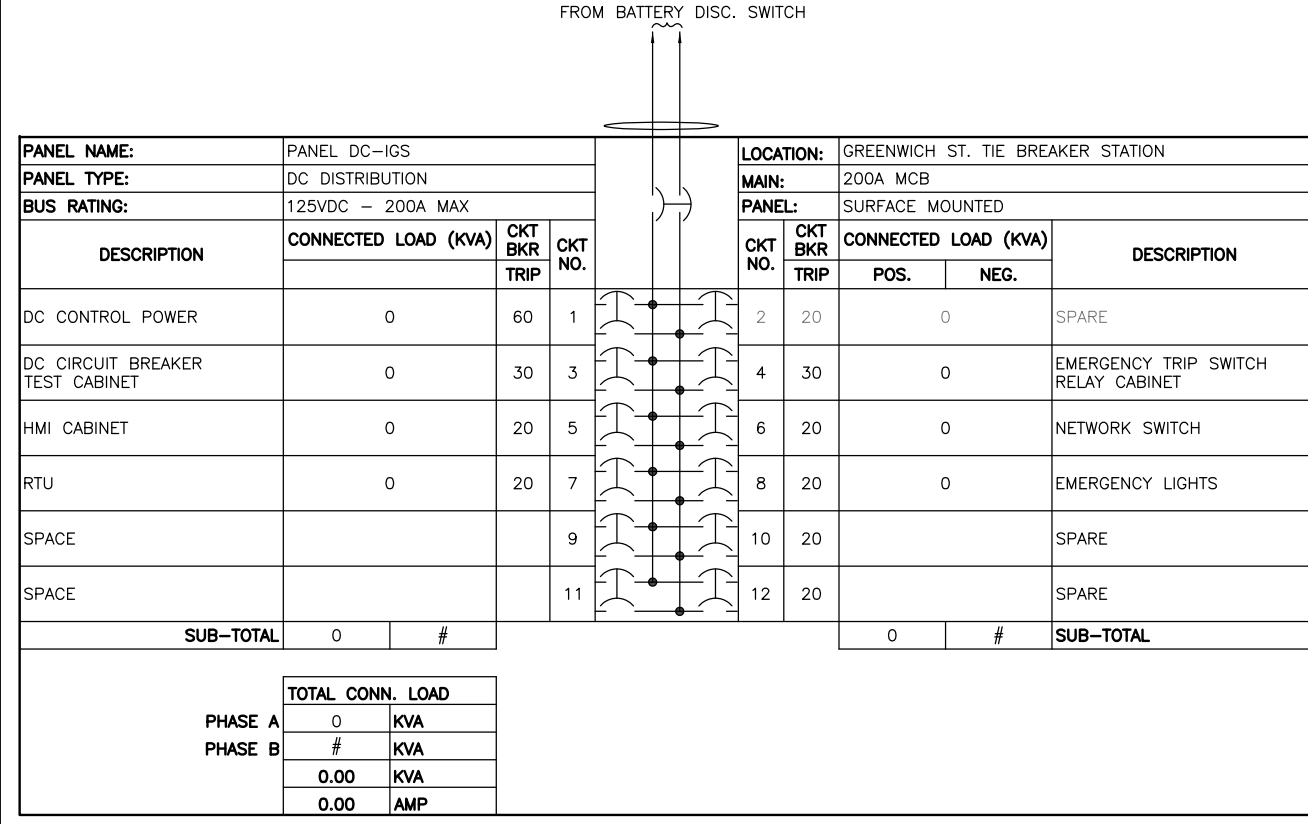 FROM BATTERY DISC. SWITCH
PANEL NAME: PANEL DC-IGS LOCATION: GREENWICH ST. TIE BREAKER STATION
PANEL TYPE: DC DISTRIBUTION MAIN: 200A MCB
BUS RATING: 125VDC - 200A MAX PANEL: SURFACE MOUNTED
DESCRIPTION CONNECTED LOAD (KVA) CKT BKR TRIP CKT NO. CKT NO. CKT BKR TRIP CONNECTED LOAD (KVA) POS. NEG. DESCRIPTION
DC CONTROL POWER 0 60 1 2 20 0 SPARE
DC CIRCUIT BREAKER TEST CABINET 0 30 3 4 30 0 EMERGENCY TRIP SWITCH RELAY CABINET
HMI CABINET 0 20 5 6 20 0 NETWORK SWITCH
RTU 0 20 7 8 20 0 EMERGENCY LIGHTS
SPACE 9 10 20 SPARE
SPACE 11 12 20 SPARE
SUB-TOTAL 0 # 0 # SUB-TOTAL
TOTAL CONN. LOAD
PHASE A 0 KVA
PHASE B # KVA
0.00 KVA
0.00 AMP